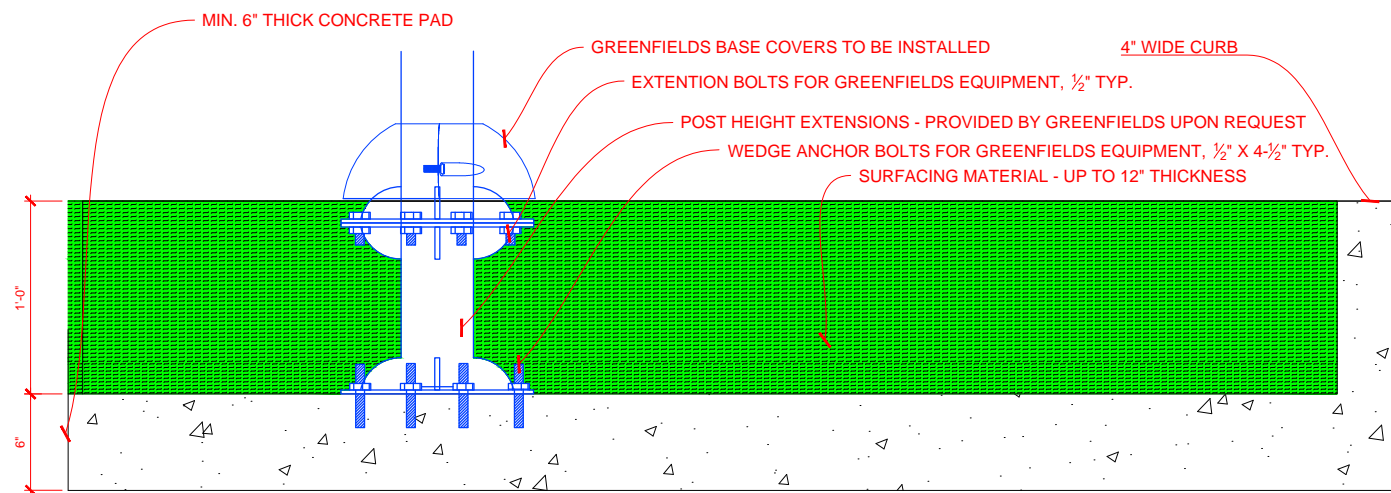 MIN. 6" THICK CONCRETE PAD
GREENFIELDS BASE COVERS TO BE INSTALLED
4" WIDE CURB
EXTENTION BOLTS FOR GREENFIELDS EQUIPMENT, ½" TYP.
POST HEIGHT EXTENSIONS - PROVIDED BY GREENFIELDS UPON REQUEST
WEDGE ANCHOR BOLTS FOR GREENFIELDS EQUIPMENT, ½" X 4-½" TYP.
SURFACING MATERIAL - UP TO 12" THICKNESS
1'-0"
6"